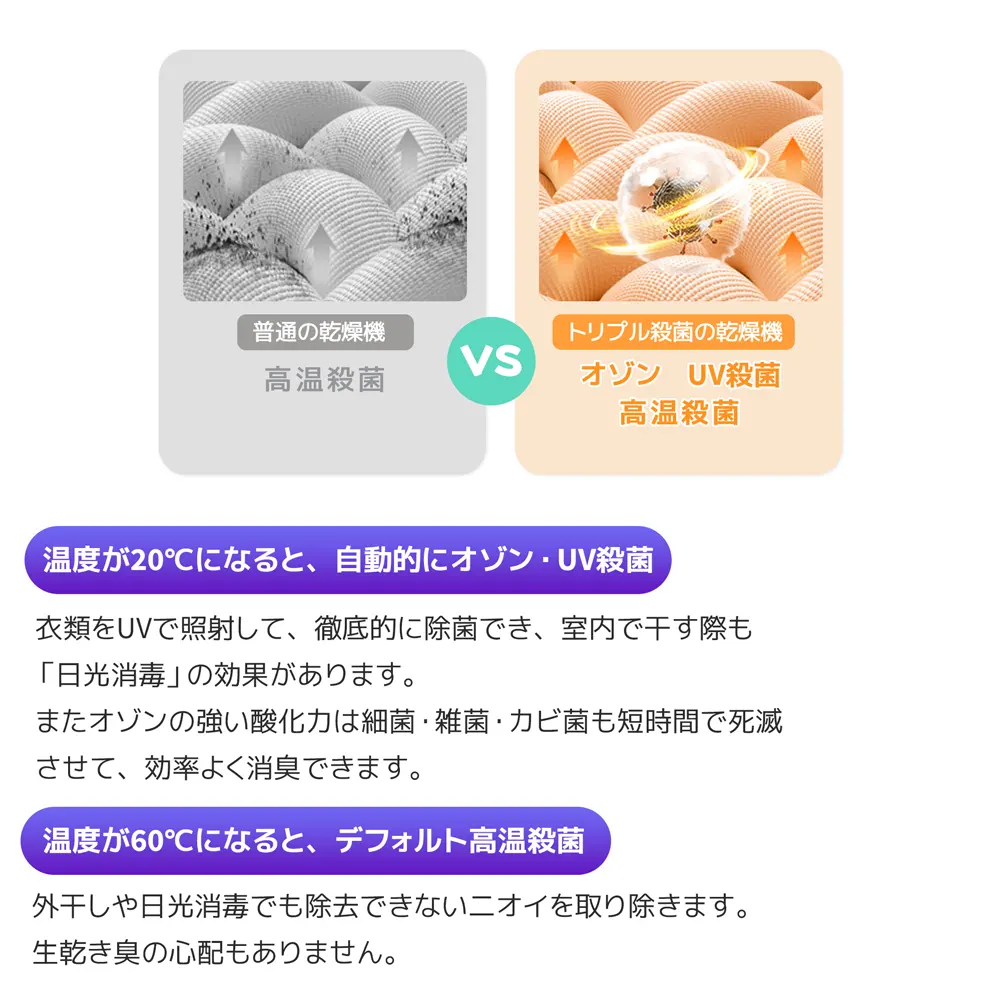 普通の乾燥機
高温殺菌
VS
トリプル殺菌の乾燥機
オゾン UV殺菌
高温殺菌
温度が20℃になると、自動的にオゾン・UV殺菌
衣類をUVで照射して、徹底的に除菌でき、室内で干す際も
「日光消毒」の効果があります。
またオゾンの強い酸化力は細菌・雑菌・カビ菌も短時間で死滅
させて、効率よく消臭できます。
温度が60℃になると、デフォルト高温殺菌
外干しや日光消毒でも除去できないニオイを取り除きます。
生乾き臭の心配もありません。